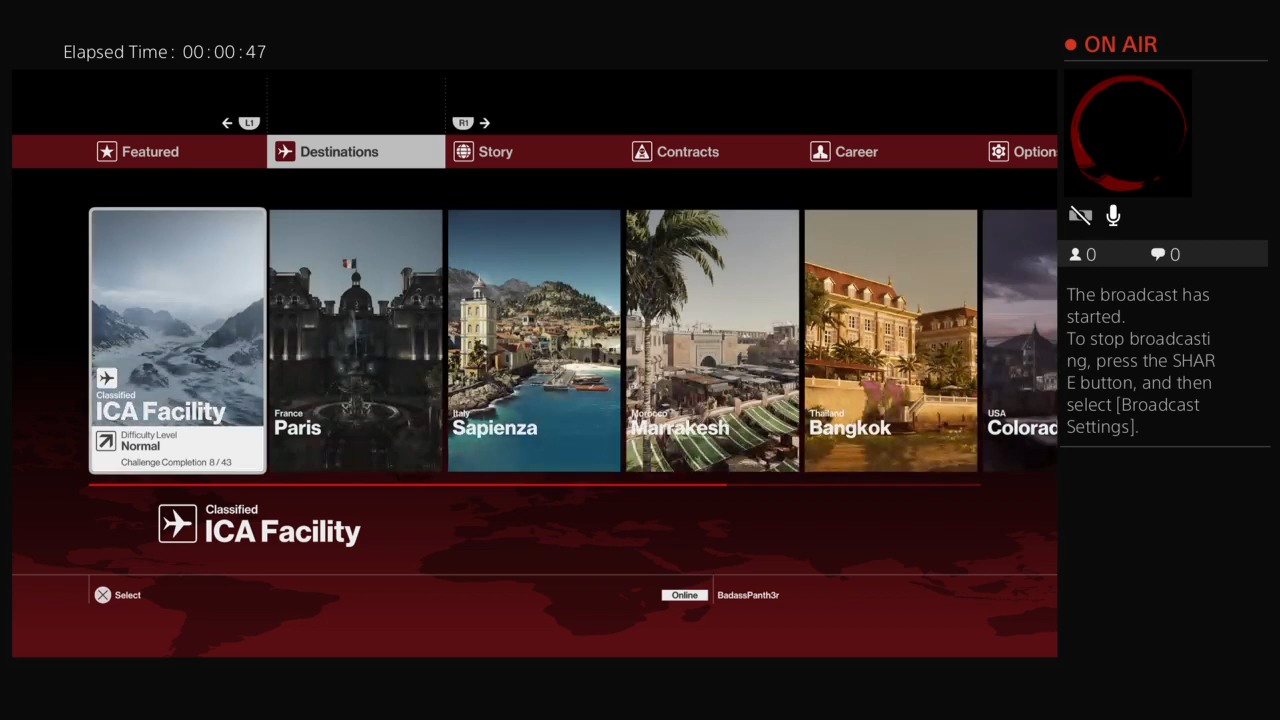 Elapsed Time: 00:00:47
ON AIR
L1
R1
Featured
Destinations
Story
Contracts
Career
Option
0
0
The broadcast has
started.
To stop broadcasti
ng, press the SHAR
E button, and then
select [Broadcast
Settings].
Classified
ICA Facility
Difficulty Level
Normal
Challenge Completion 8 / 43
France
Paris
Italy
Sapienza
Morocco
Marrakesh
Thailand
Bangkok
USA
Colorad
Classified
ICA Facility
Select
Online
BadassPanth3r